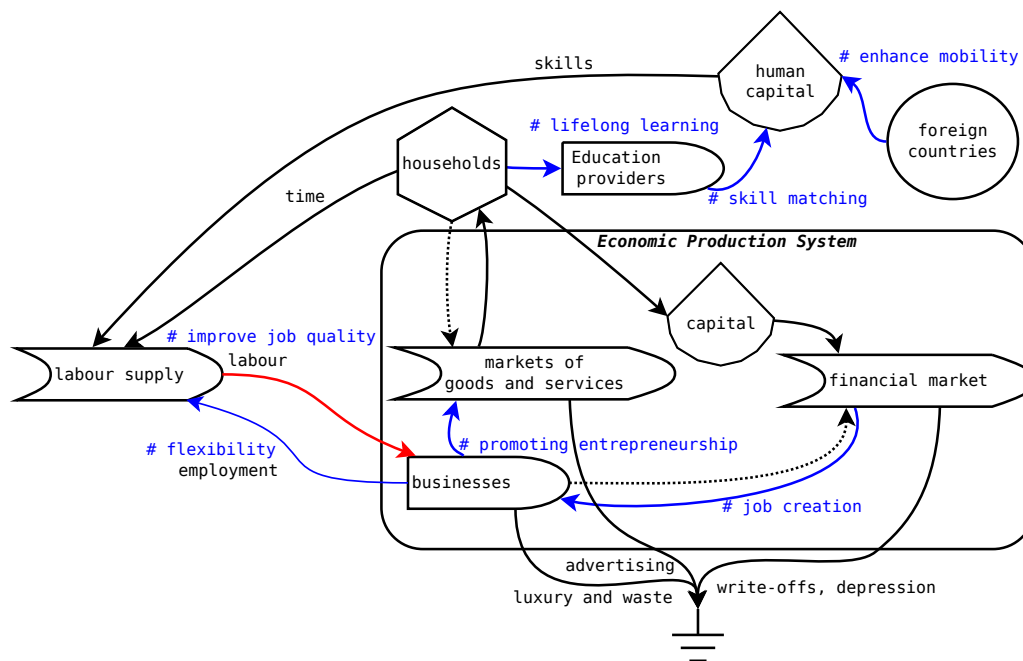 # enhance mobility
skills
human
capital
# lifelong learning
foreign
countries
households
Education
providers
time
# skill matching
Economic Production System
capital
# improve job quality
labour
markets of
goods and services
labour supply
financial market
# flexibility
employment
# promoting entrepreneurship
businesses
# job creation
advertising
luxury and waste
write-offs, depression